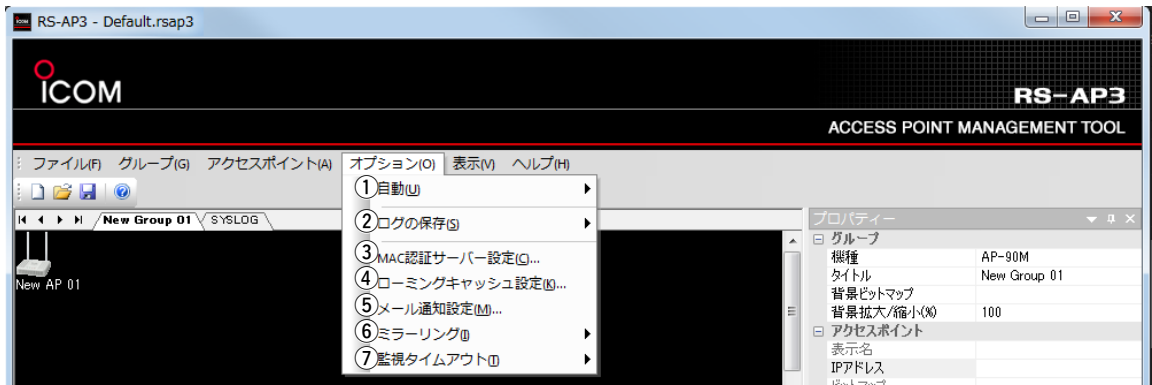 RS-AP3 - Default.rsap3
ICOM
RS-AP3
ACCESS POINT MANAGEMENT TOOL
ファイル(F) グループ(G) アクセスポイント(A) オプション(O) 表示(V) ヘルプ(H)
①自動(U)
②ログの保存(S)
③MAC認証サーバー設定(C)...
④ローミングキャッシュ設定(K)...
⑤メール通知設定(M)...
⑥ミラーリング(I)
⑦監視タイムアウト(T)
New Group 01 SYSLOG
New AP 01
プロパティー
グループ
機種 AP-90M
タイトル New Group 01
背景ビットマップ
背景拡大/縮小(%) 100
アクセスポイント
表示名
IPアドレス